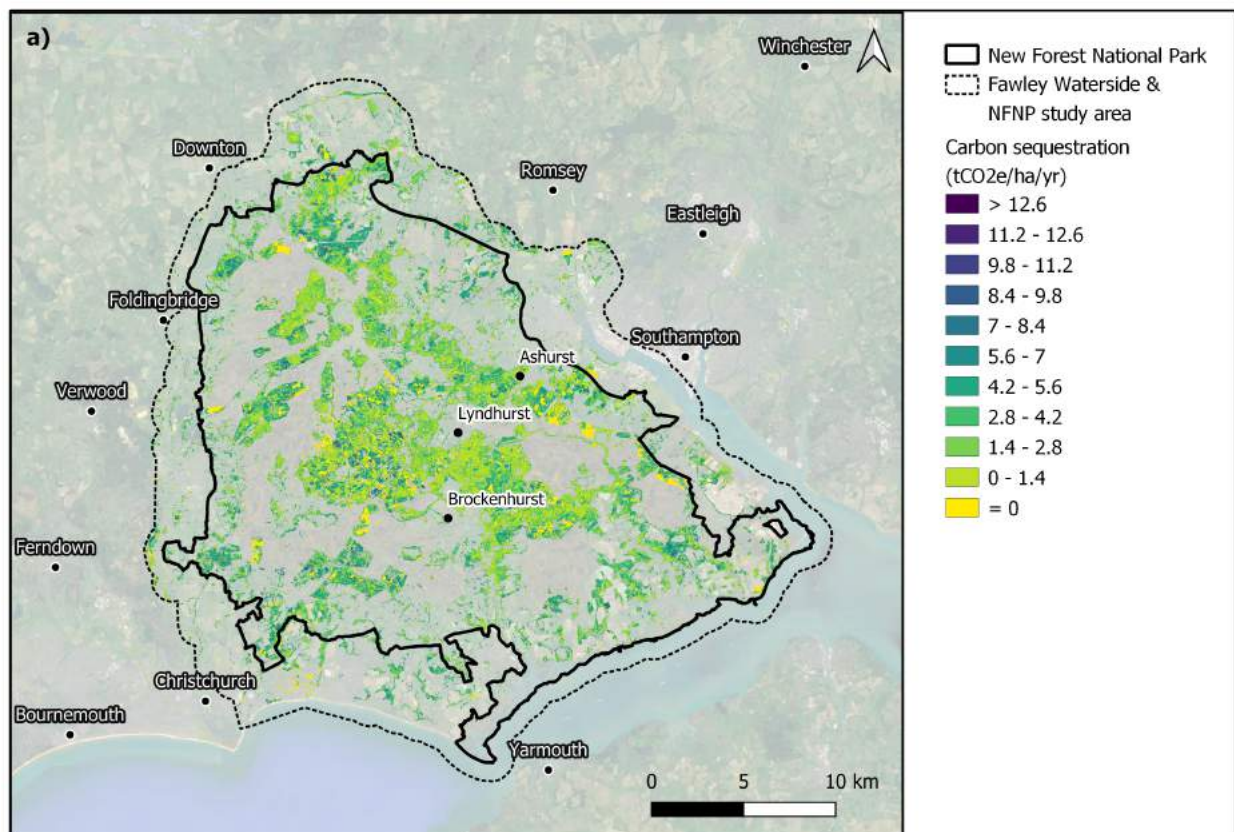 a)
Winchester
N
Downton
Romsey
Eastleigh
Foldingbridge
Southampton
Ashurst
Verwood
Lyndhurst
Brockenhurst
Ferndown
Christchurch
Bournemouth
Yarmouth
0 5 10 km
New Forest National Park
Fawley Waterside &
NFNP study area
Carbon sequestration
(tCO2e/ha/yr)
> 12.6
11.2 - 12.6
9.8 - 11.2
8.4 - 9.8
7 - 8.4
5.6 - 7
4.2 - 5.6
2.8 - 4.2
1.4 - 2.8
0 - 1.4
= 0